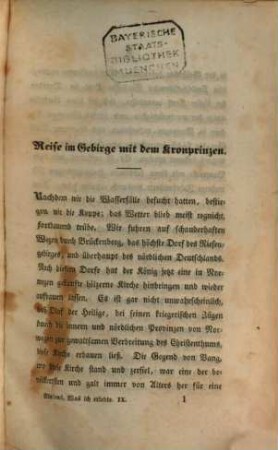 BAYERISCHE
STAATS-
BIBLIOTHEK
MUENCHEN
Reise im Gebirge mit dem Kronprinzen.
Nachdem wir die Wasserfälle besucht hatten, bestie-
gen wir die Koppe; das Wetter blieb meist regnicht,
fortdauernd trübe. Wir fuhren auf schauderhaften
Wegen durch Brückenberg, das höchste Dorf des Riesen-
gebirges, und überhaupt des nördlichen Deutschlands.
Nach diesem Dorfe hat der König jetzt eine in Nor-
wegen gekaufte hölzerne Kirche hinbringen und wieder
aufbauen lassen. Es ist gar nicht unwahrscheinlich,
daß Olaf der Heilige, bei seinen kriegerischen Zügen
durch die innern und nördlichen Provinzen von Nor-
wegen zur gewaltsamen Verbreitung des Christenthums,
diese Kirche erbauen ließ. Die Gegend von Vang,
wo diese Kirche stand und zerfiel, war eine der be-
völkertsten und galt immer von Alters her für eine
Steffens, Was ich erlebte. IX. 1